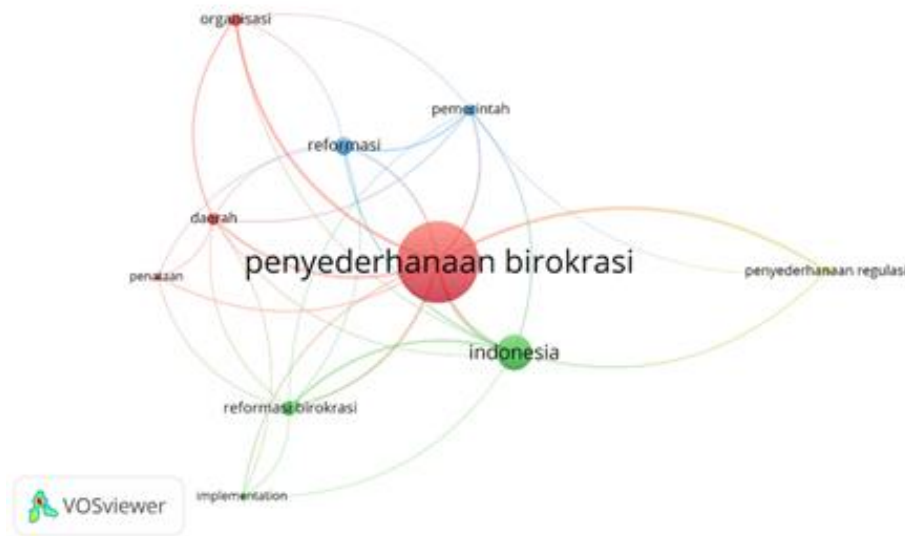 organisasi
pemerintah
reformasi
daerah
penyederhanaan birokrasi
penataan
penyederhanaan regulasi
indonesia
reformasi birokrasi
implementation
VOSviewer